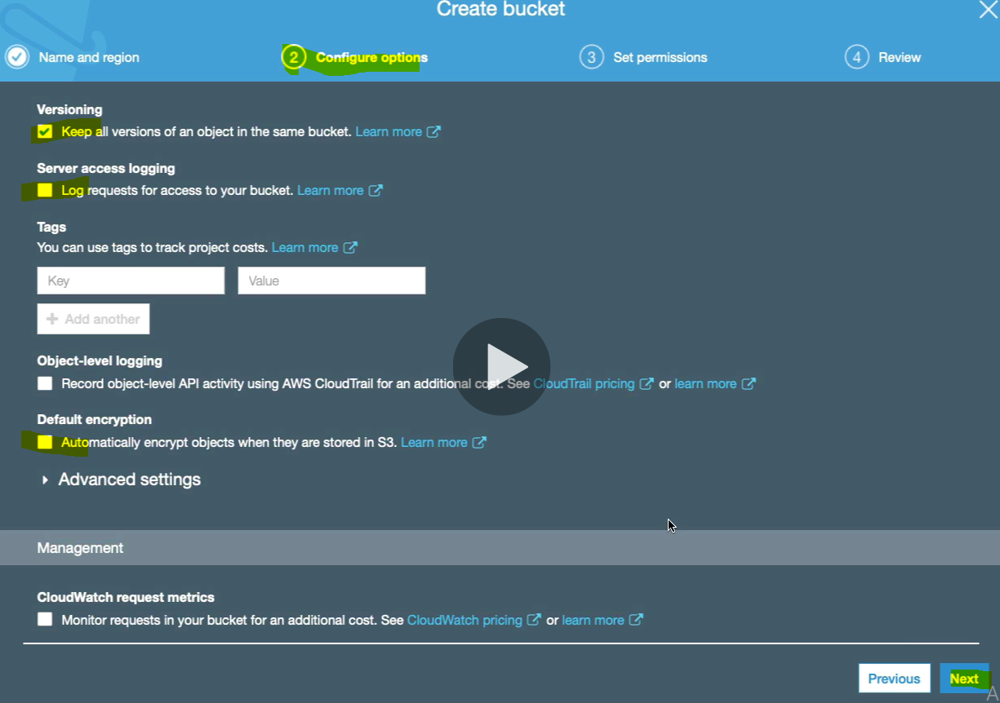 Create bucket
Name and region
2 Configure options
3 Set permissions
4 Review
Versioning
Keep all versions of an object in the same bucket. Learn more
Server access logging
Log requests for access to your bucket. Learn more
Tags
You can use tags to track project costs. Learn more
Key
Value
+ Add another
Object-level logging
Record object-level API activity using AWS CloudTrail for an additional cost. See CloudTrail pricing or learn more
Default encryption
Automatically encrypt objects when they are stored in S3. Learn more
Advanced settings
Management
CloudWatch request metrics
Monitor requests in your bucket for an additional cost. See CloudWatch pricing or learn more
Previous
Next
A